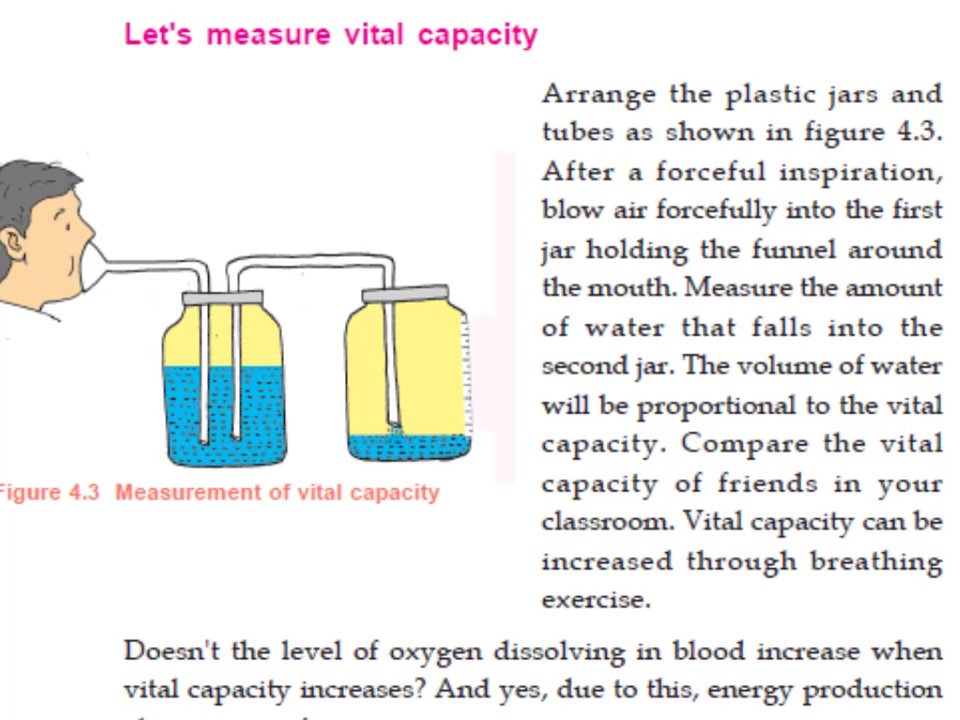 Let's measure vital capacity
Arrange the plastic jars and
tubes as shown in figure 4.3.
After a forceful inspiration,
blow air forcefully into the first
jar holding the funnel around
the mouth. Measure the amount
of water that falls into the
second jar. The volume of water
will be proportional to the vital
capacity. Compare the vital
capacity of friends in your
classroom. Vital capacity can be
increased through breathing
exercise.
Figure 4.3 Measurement of vital capacity
Doesn't the level of oxygen dissolving in blood increase when
vital capacity increases? And yes, due to this, energy production